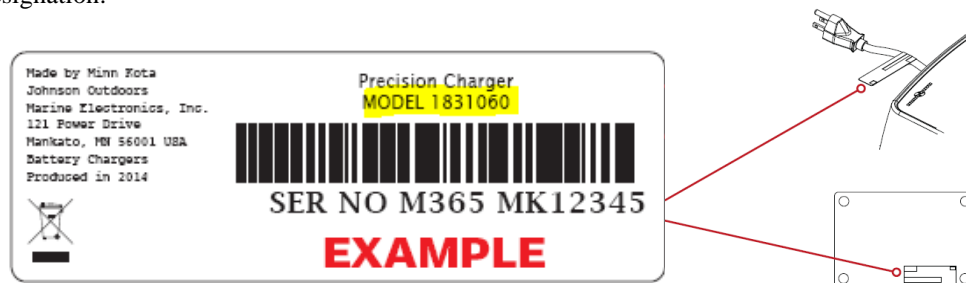 Made by Minn Kota
Johnson Outdoors
Marine Electronics, Inc.
121 Power Drive
Mankato, MN 56001 USA
Battery Chargers
Produced in 2014
Precision Charger
MODEL 1831060
SER NO M365 MK12345
EXAMPLE